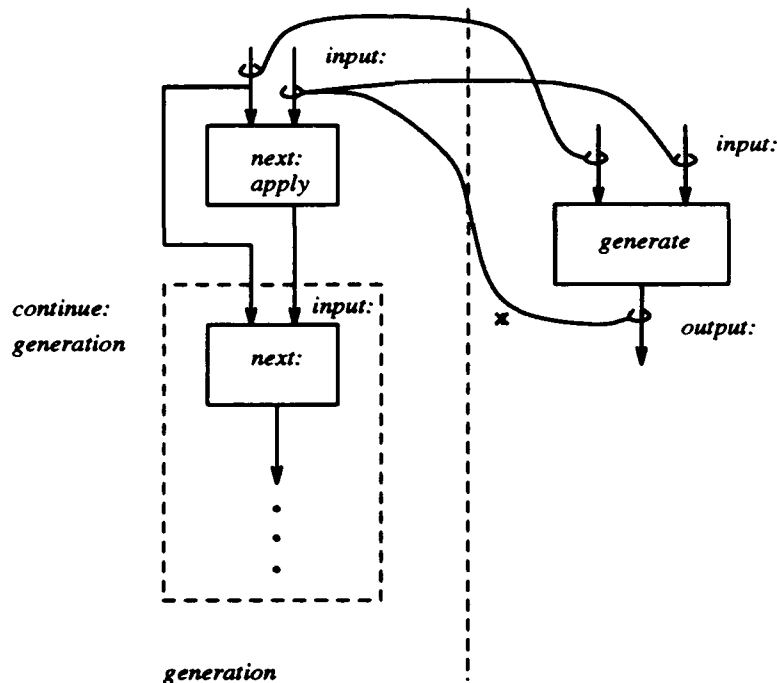 input:
next:
apply
input:
generate
continue:
generation
input:
next:
output:
*
generation